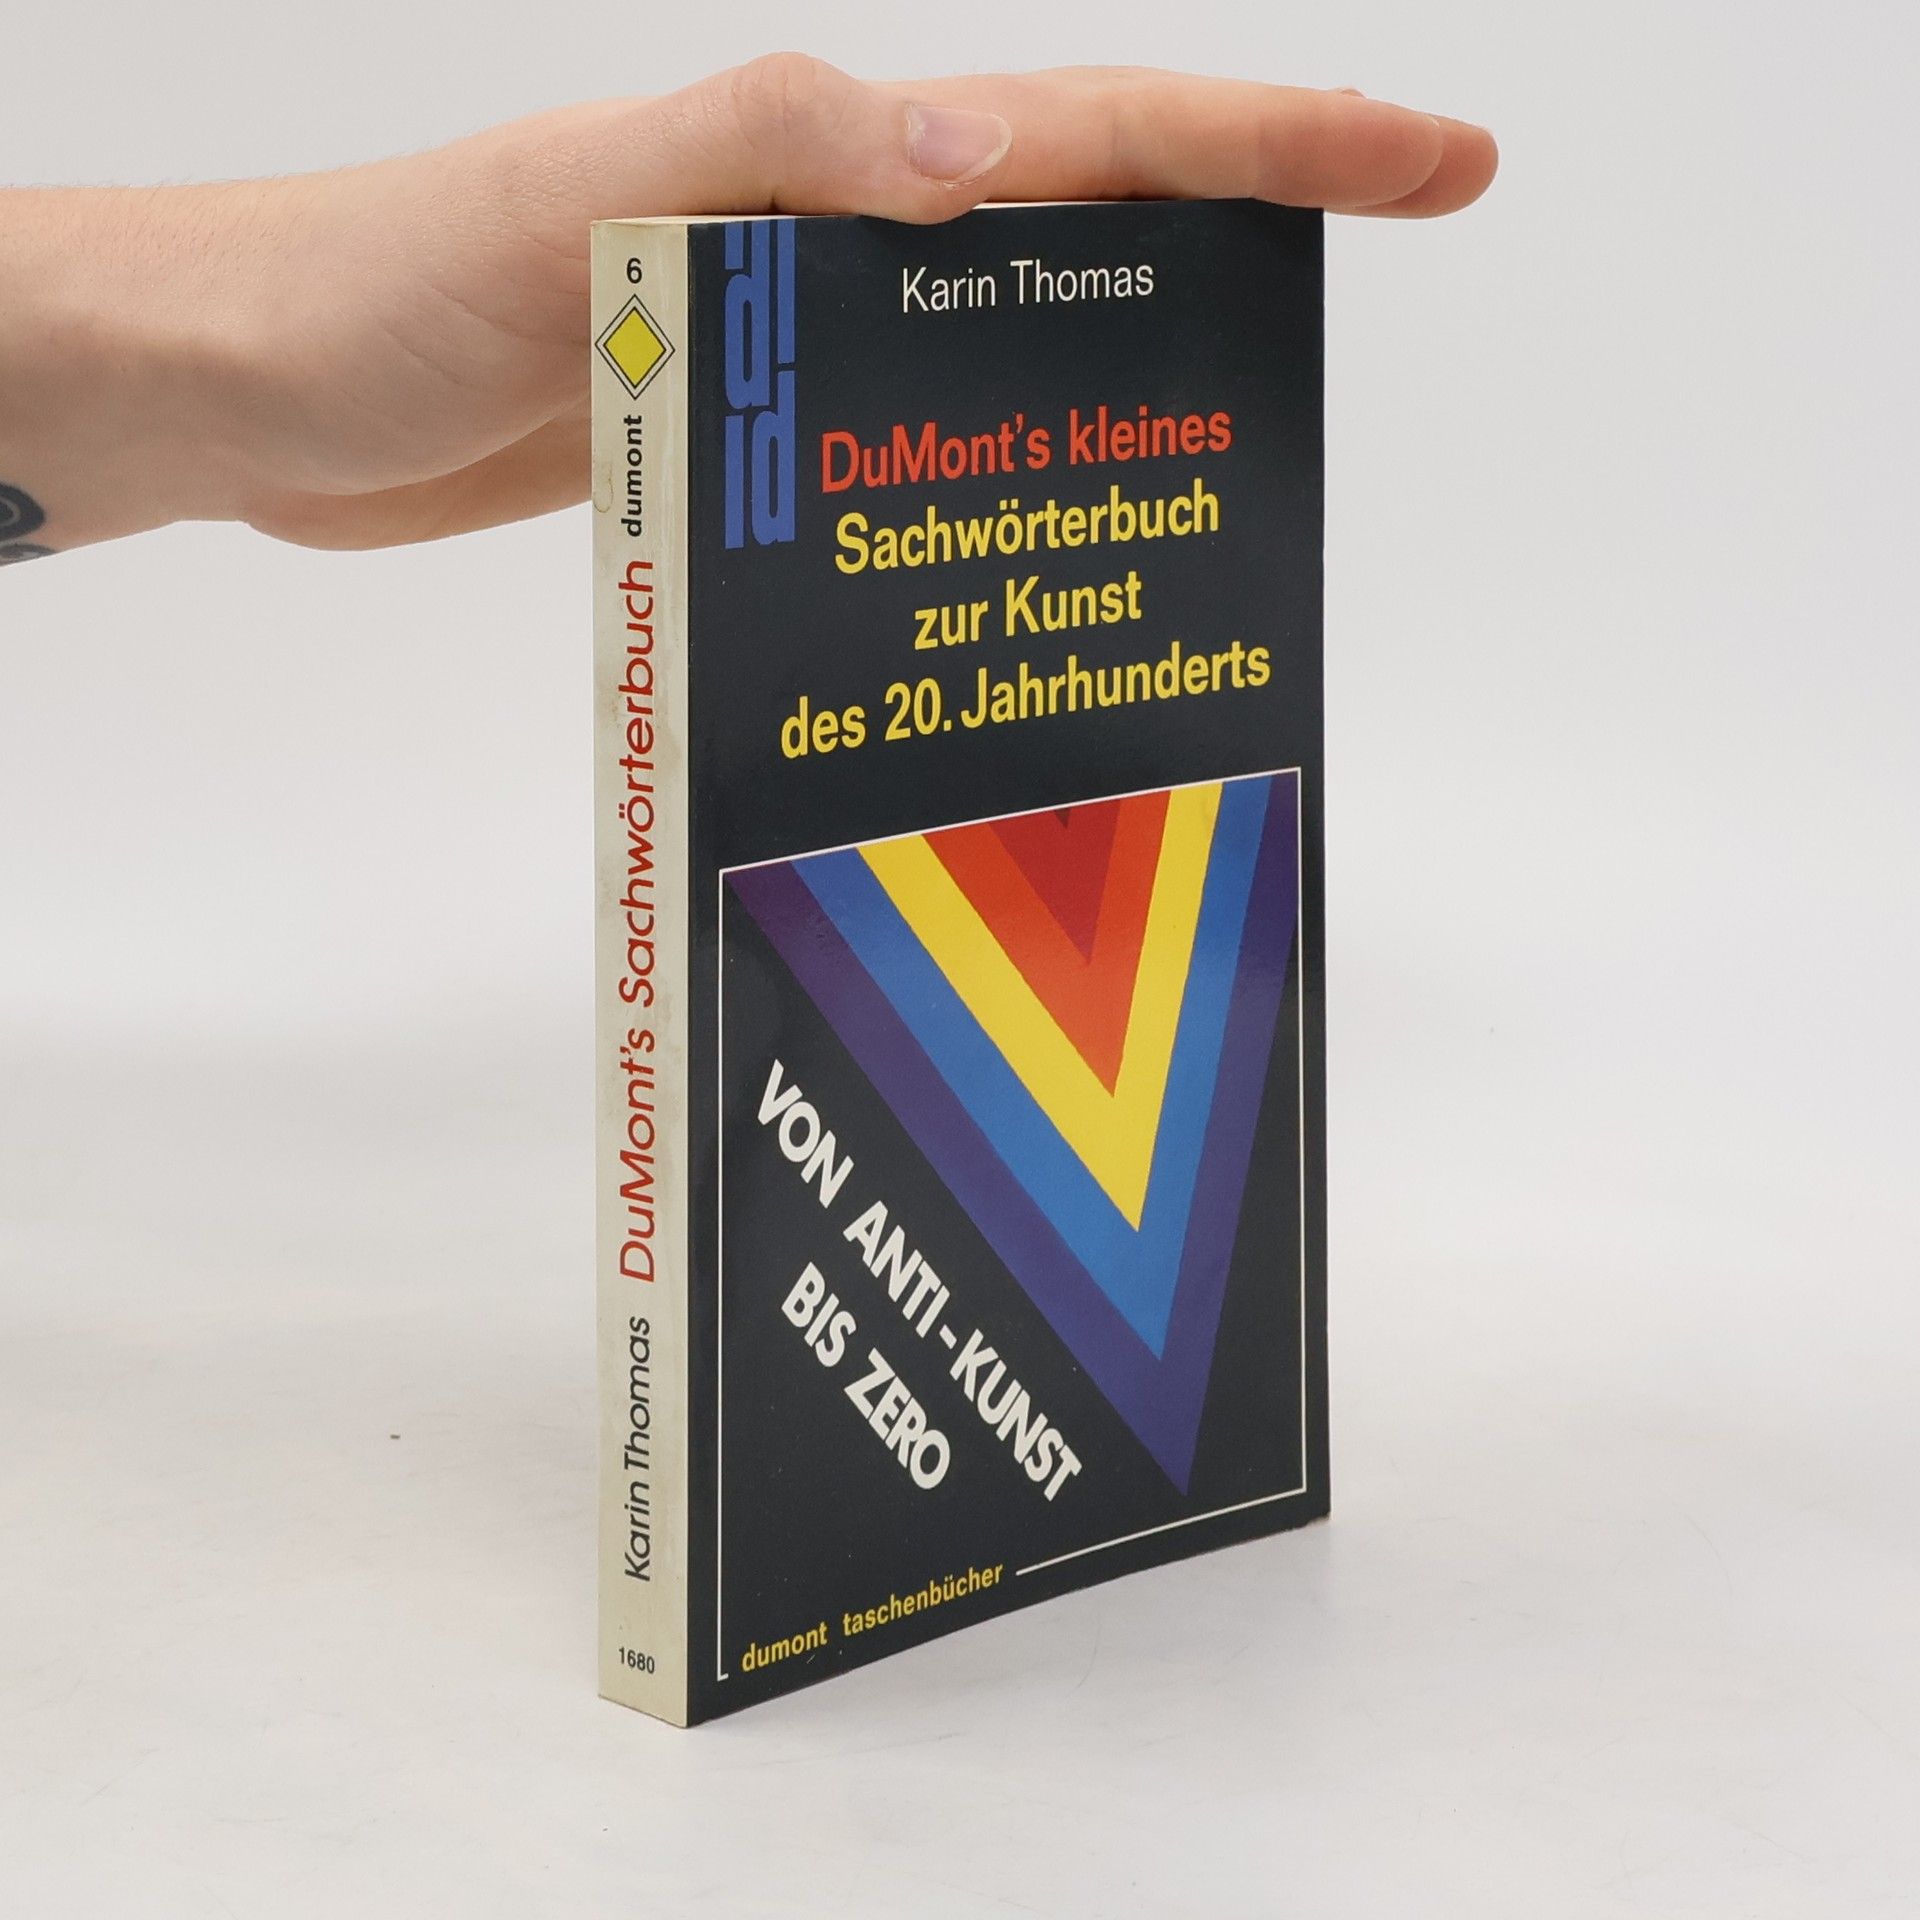 Karin Thomas
DuMont's kleines
Sachwörterbuch
zur Kunst
des 20. Jahrhunderts
VON ANTI-KUNST
BIS ZERO
dumont taschenbücher
6
dumont
DuMont's Sachwörterbuch
Karin Thomas
1680